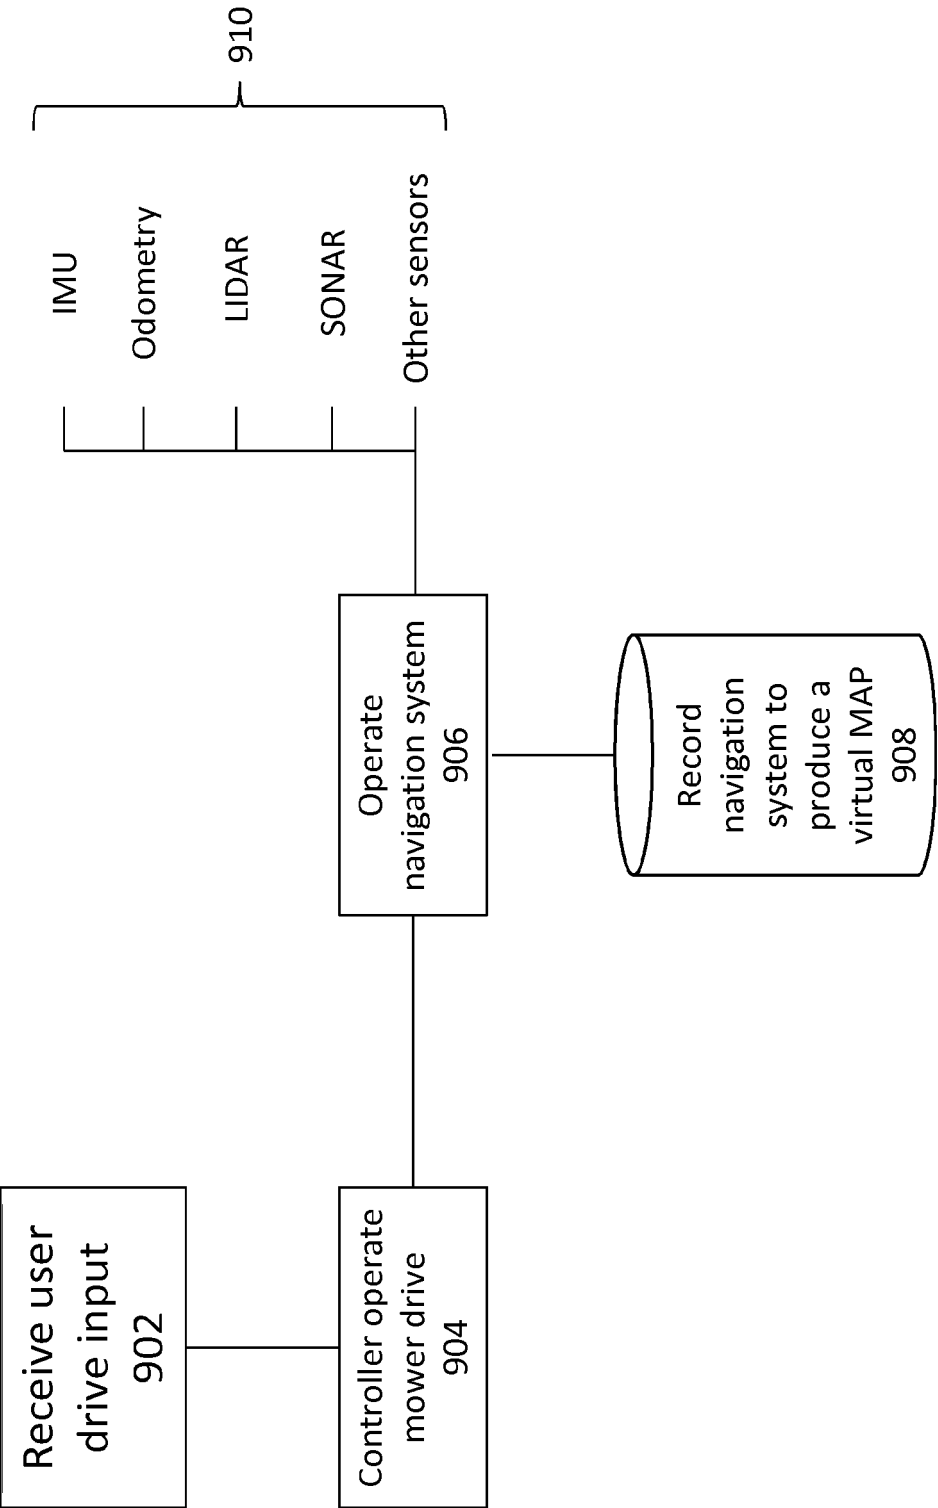 Receive user
drive input
902
Controller operate
mower drive
904
Operate
navigation system
906
Record
navigation
system to
produce a
virtual MAP
908
IMU
Odometry
LIDAR
SONAR
Other sensors
910